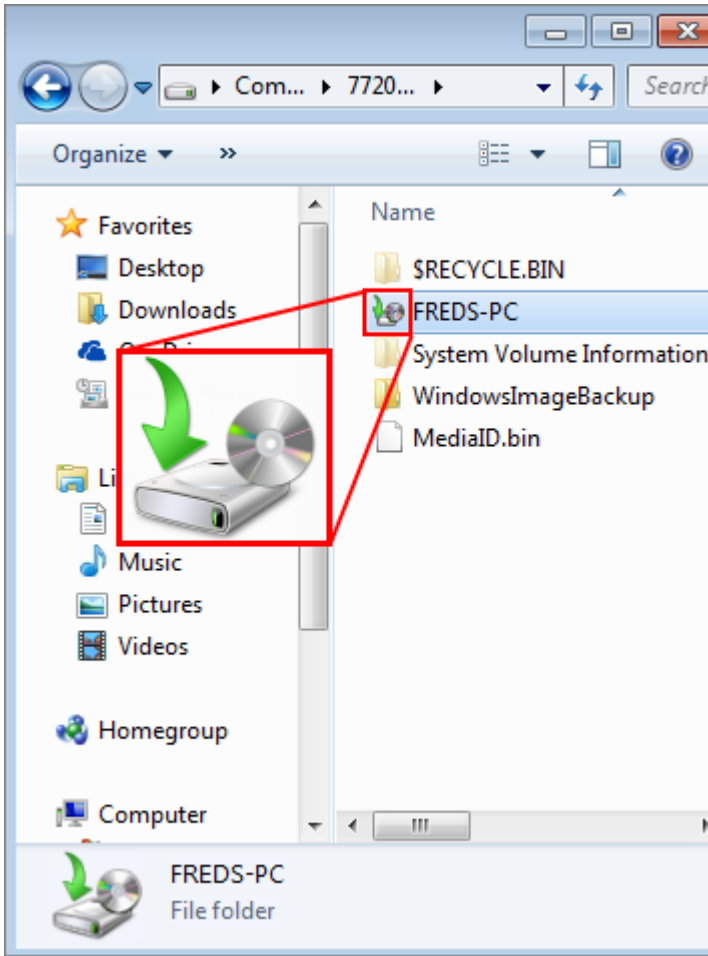 Com... 7720... Search
Organize »
Favorites
Desktop
Downloads
Music
Pictures
Videos
Homegroup
Computer
Name
$RECYCLE.BIN
FREDS-PC
System Volume Information
WindowsImageBackup
MediaID.bin
FREDS-PC
File folder